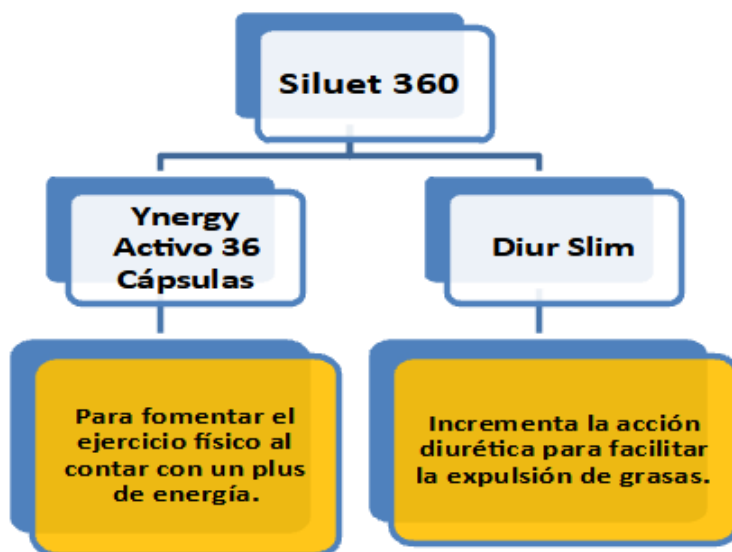 Siluet 360
Ynergy
Activo 36
Cápsulas
Diur Slim
Para fomentar el
ejercicio físico al
contar con un plus
de energía.
Incrementa la acción
diurética para facilitar
la expulsión de grasas.